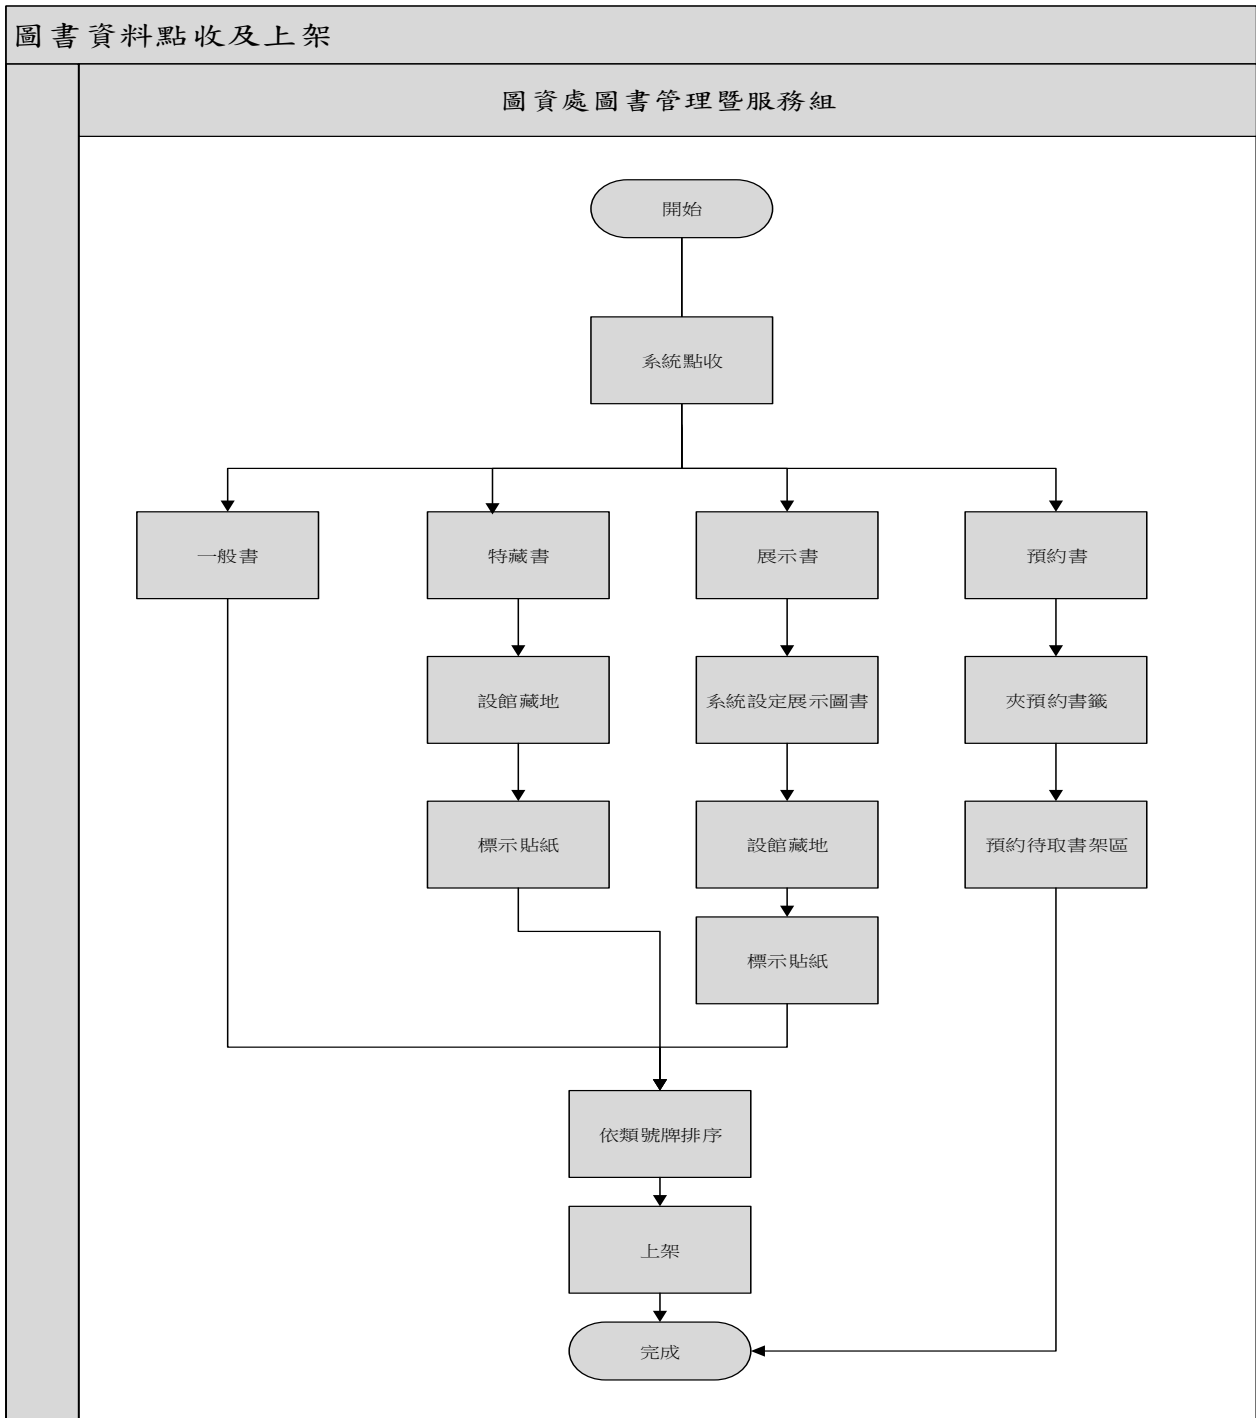 圖書資料點收及上架
圖資處圖書管理暨服務組
開始
系統點收
一般書
特藏書
展示書
預約書
設館藏地
系統設定展示圖書
夾預約書籤
標示貼紙
設館藏地
預約待取書架區
標示貼紙
依類號牌排序
上架
完成